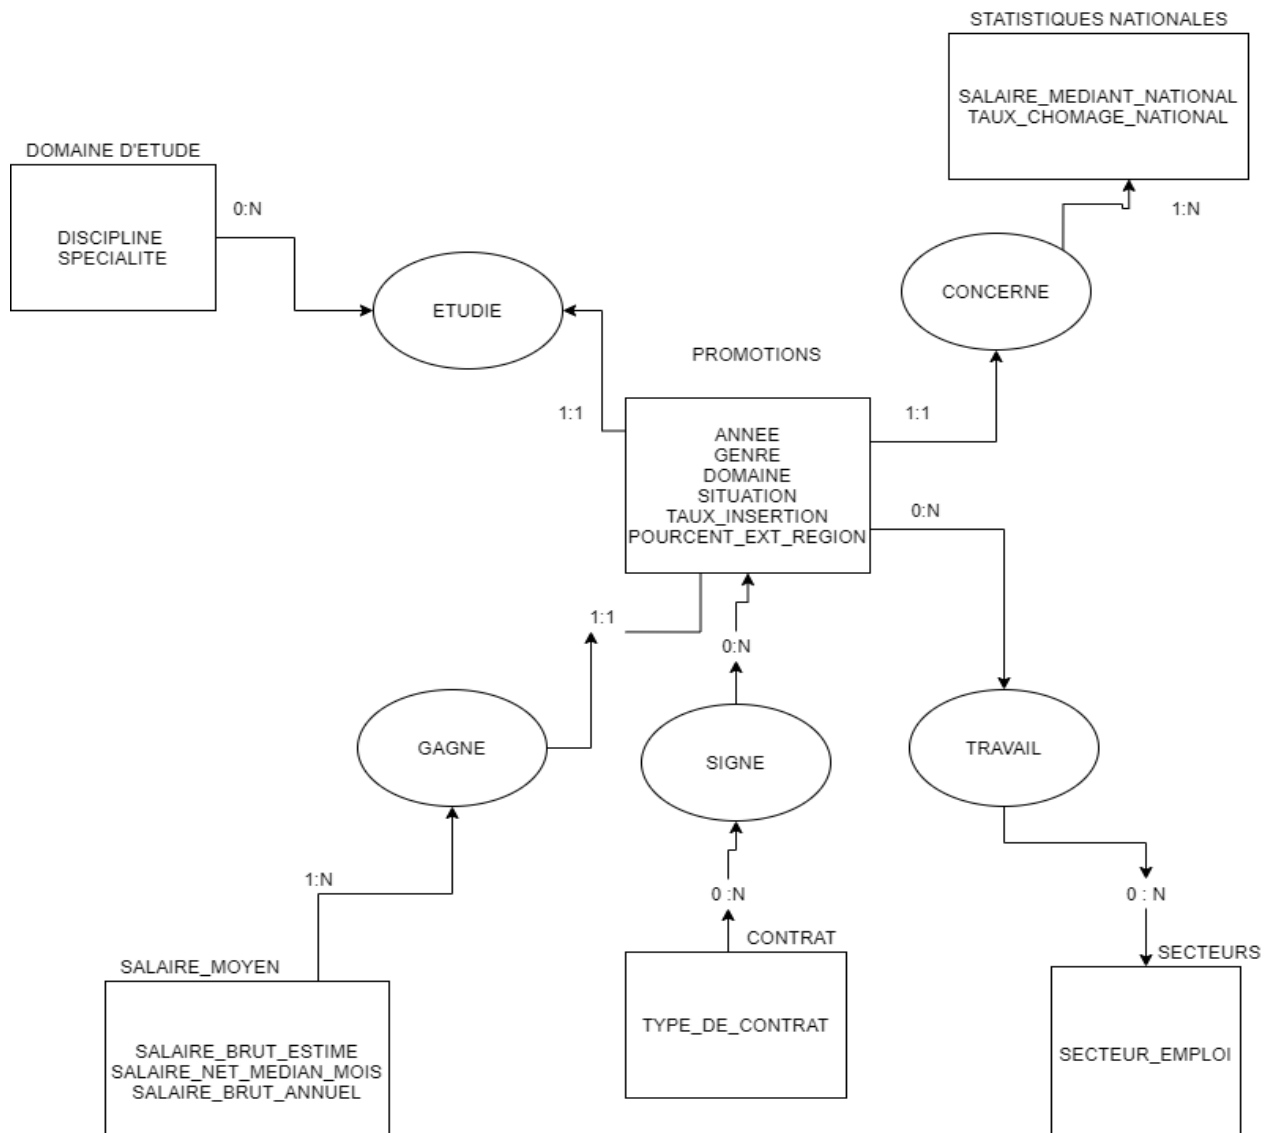 STATISTIQUES NATIONALES
SALAIRE_MEDIANT_NATIONAL
TAUX_CHOMAGE_NATIONAL
DOMAINE D'ETUDE
0:N
1:N
DISCIPLINE
SPECIALITE
ETUDIE
CONCERNE
PROMOTIONS
1:1
1:1
ANNEE
GENRE
DOMAINE
SITUATION
TAUX_INSERTION
POURCENT_EXT_REGION
0:N
1:1
0:N
GAGNE
SIGNE
TRAVAIL
1:N
0 :N
0 : N
CONTRAT
SECTEURS
SALAIRE_MOYEN
TYPE_DE_CONTRAT
SECTEUR_EMPLOI
SALAIRE_BRUT_ESTIME
SALAIRE_NET_MEDIAN_MOIS
SALAIRE_BRUT_ANNUEL